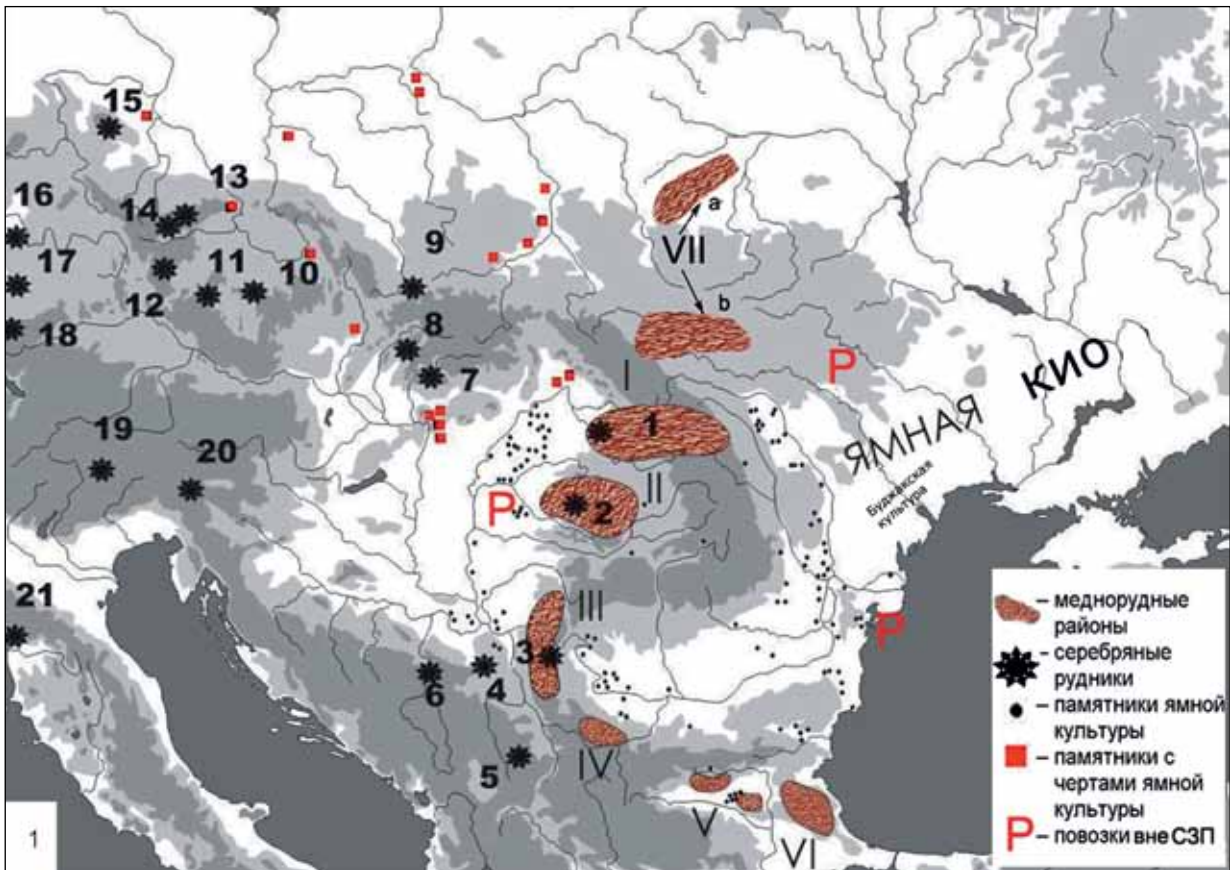 15
13
16
14
9
VII
a
17
11
10
12
b
18
8
P
КИО
7
I
ЯМНАЯ
1
19
20
II
P
2
Буджакская
культура
21
III
P
3
6
4
IV
5
V
VI
1
– меднорудные
районы
– серебряные
рудники
– памятники ямной
культуры
– памятники с
чертами ямной
культуры
P – повозки вне СЗП